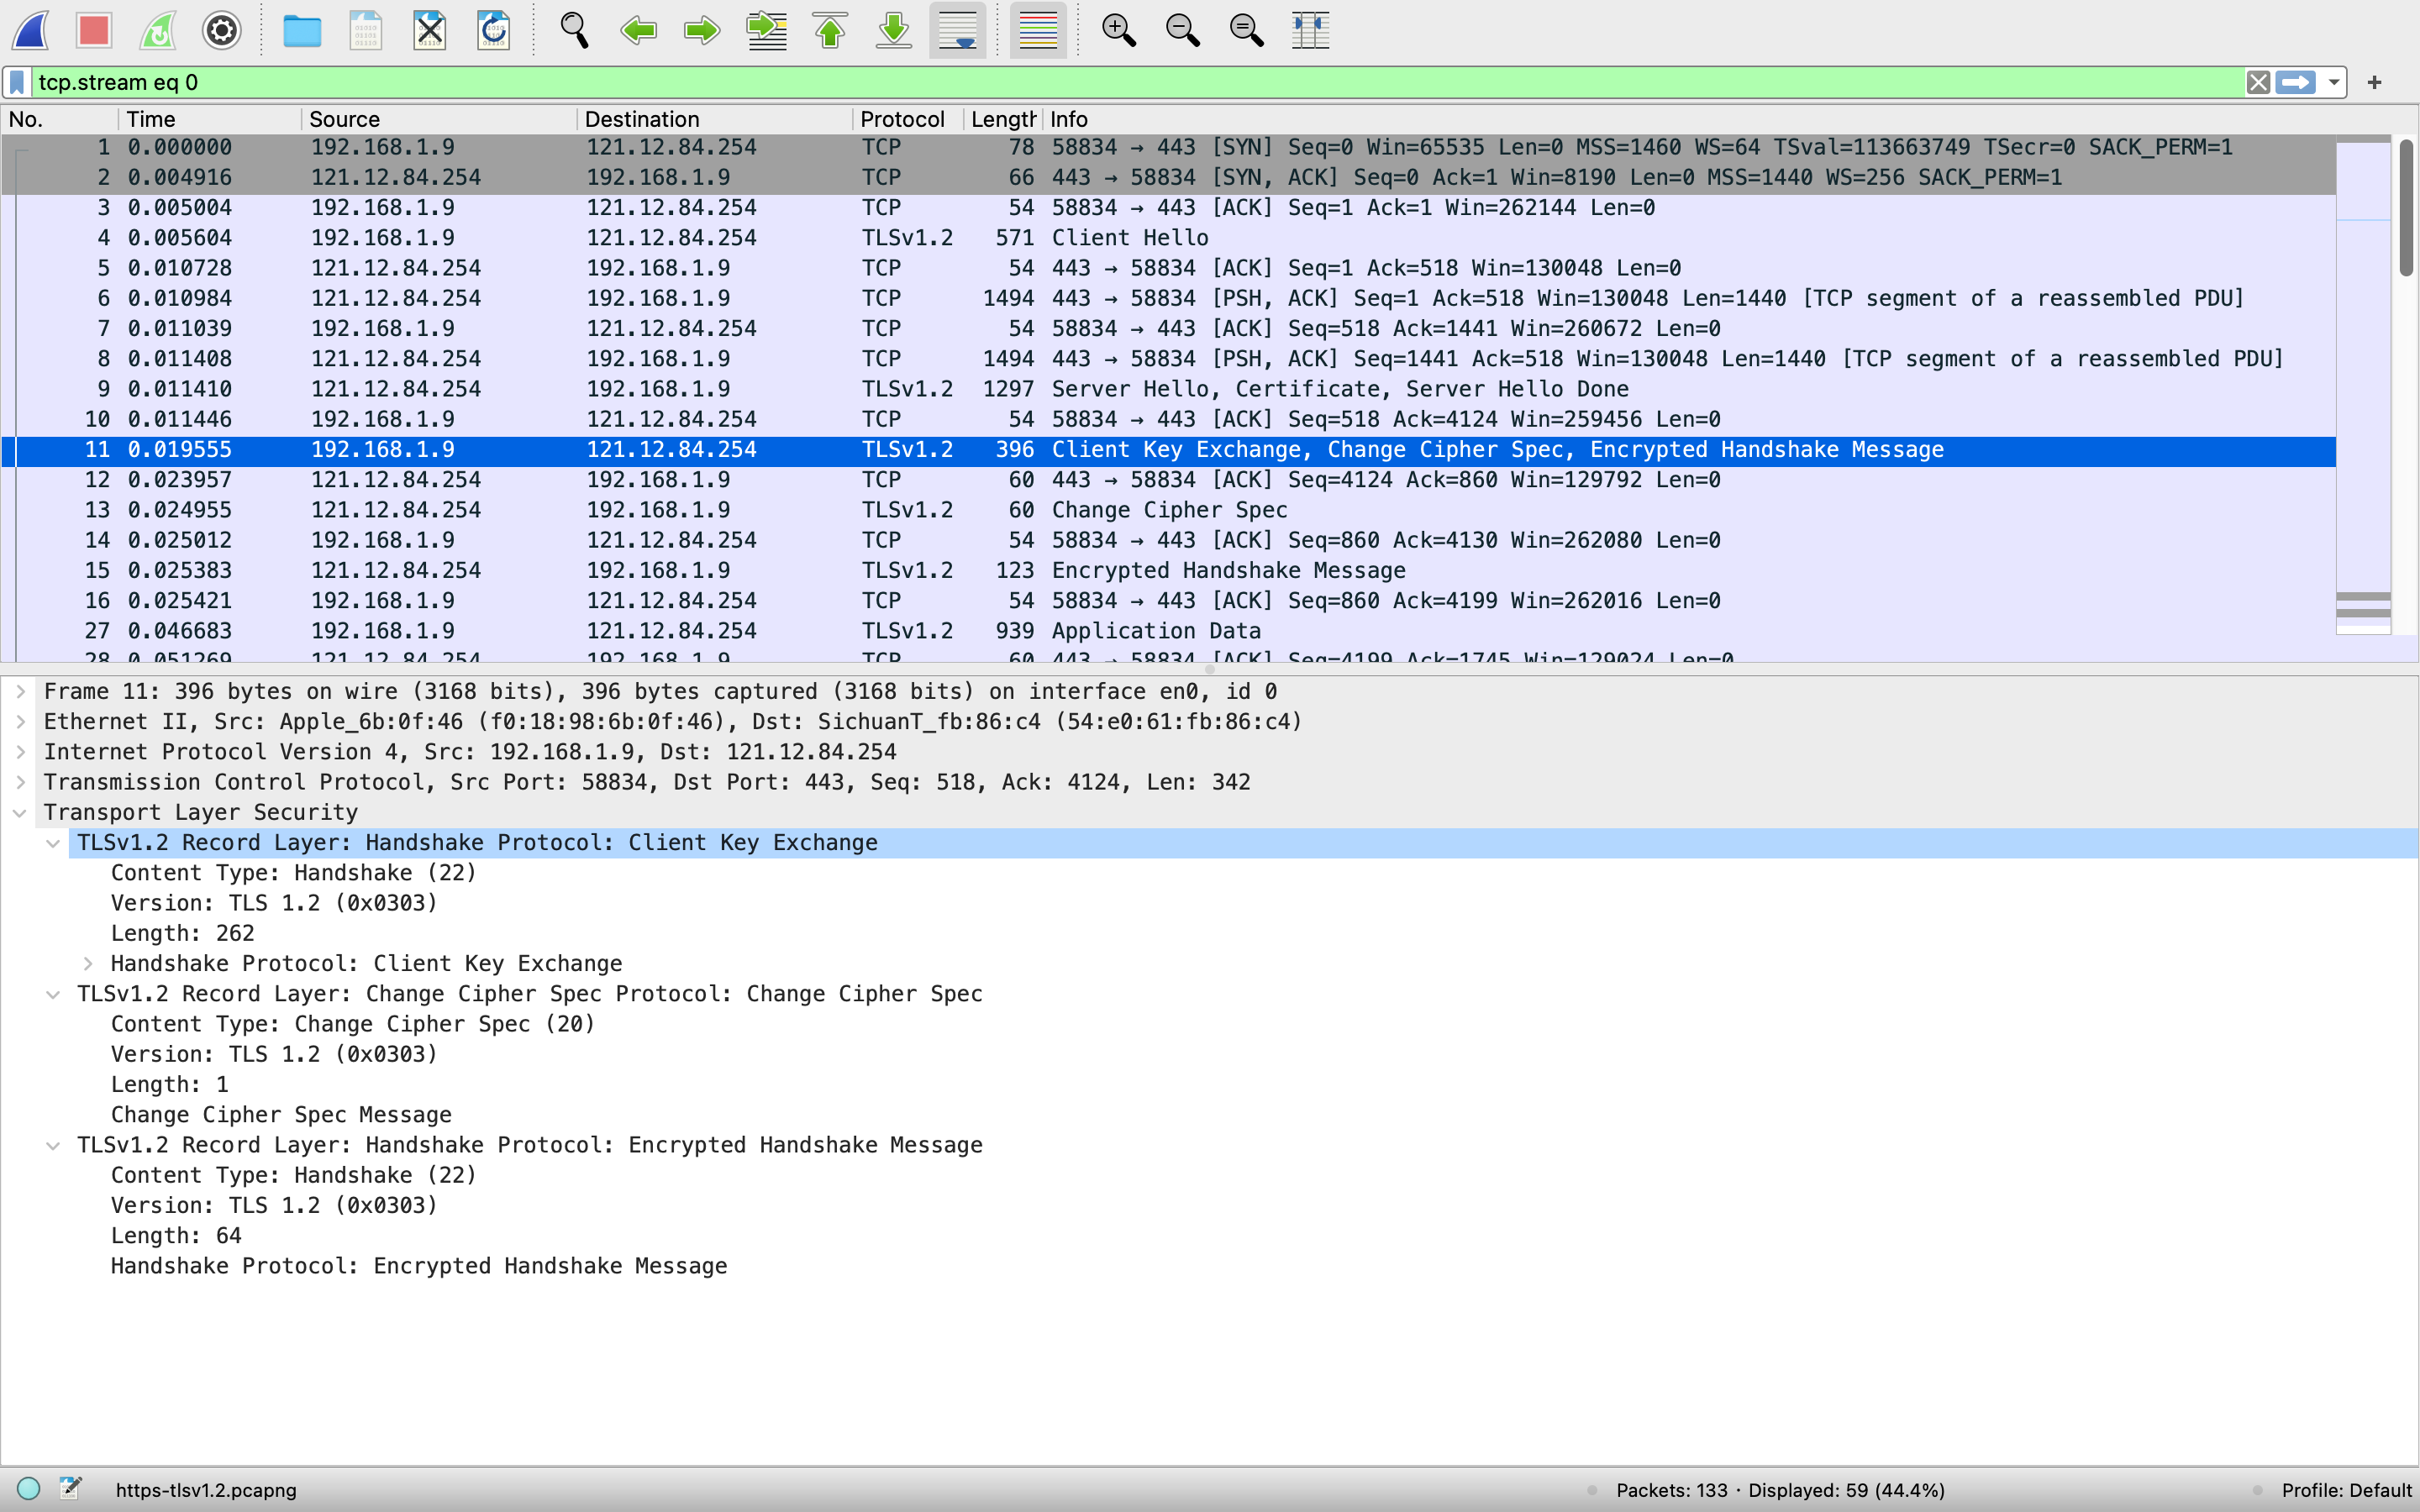 tcp.stream eq 0
No. Time Source Destination Protocol Length Info
1 0.000000 192.168.1.9 121.12.84.254 TCP 78 58834 → 443 [SYN] Seq=0 Win=65535 Len=0 MSS=1460 WS=64 TSval=113663749 TSecr=0 SACK_PERM=1
2 0.004916 121.12.84.254 192.168.1.9 TCP 66 443 → 58834 [SYN, ACK] Seq=0 Ack=1 Win=8190 Len=0 MSS=1440 WS=256 SACK_PERM=1
3 0.005004 192.168.1.9 121.12.84.254 TCP 54 58834 → 443 [ACK] Seq=1 Ack=1 Win=262144 Len=0
4 0.005604 192.168.1.9 121.12.84.254 TLSv1.2 571 Client Hello
5 0.010728 121.12.84.254 192.168.1.9 TCP 54 443 → 58834 [ACK] Seq=1 Ack=518 Win=130048 Len=0
6 0.010984 121.12.84.254 192.168.1.9 TCP 1494 443 → 58834 [PSH, ACK] Seq=1 Ack=518 Win=130048 Len=1440 [TCP segment of a reassembled PDU]
7 0.011039 192.168.1.9 121.12.84.254 TCP 54 58834 → 443 [ACK] Seq=518 Ack=1441 Win=260672 Len=0
8 0.011408 121.12.84.254 192.168.1.9 TCP 1494 443 → 58834 [PSH, ACK] Seq=1441 Ack=518 Win=130048 Len=1440 [TCP segment of a reassembled PDU]
9 0.011410 121.12.84.254 192.168.1.9 TLSv1.2 1297 Server Hello, Certificate, Server Hello Done
10 0.011446 192.168.1.9 121.12.84.254 TCP 54 58834 → 443 [ACK] Seq=518 Ack=4124 Win=259456 Len=0
11 0.019555 192.168.1.9 121.12.84.254 TLSv1.2 396 Client Key Exchange, Change Cipher Spec, Encrypted Handshake Message
12 0.023957 121.12.84.254 192.168.1.9 TCP 60 443 → 58834 [ACK] Seq=4124 Ack=860 Win=129792 Len=0
13 0.024955 121.12.84.254 192.168.1.9 TLSv1.2 60 Change Cipher Spec
14 0.025012 192.168.1.9 121.12.84.254 TCP 54 58834 → 443 [ACK] Seq=860 Ack=4130 Win=262080 Len=0
15 0.025383 121.12.84.254 192.168.1.9 TLSv1.2 123 Encrypted Handshake Message
16 0.025421 192.168.1.9 121.12.84.254 TCP 54 58834 → 443 [ACK] Seq=860 Ack=4199 Win=262016 Len=0
27 0.046683 192.168.1.9 121.12.84.254 TLSv1.2 939 Application Data
28 0.051269 121.12.84.254 192.168.1.9 TCP 60 443 → 58834 [ACK] Seq=4199 Ack=1745 Win=129024 Len=0
Frame 11: 396 bytes on wire (3168 bits), 396 bytes captured (3168 bits) on interface en0, id 0
Ethernet II, Src: Apple_6b:0f:46 (f0:18:98:6b:0f:46), Dst: SichuanT_fb:86:c4 (54:e0:61:fb:86:c4)
Internet Protocol Version 4, Src: 192.168.1.9, Dst: 121.12.84.254
Transmission Control Protocol, Src Port: 58834, Dst Port: 443, Seq: 518, Ack: 4124, Len: 342
Transport Layer Security
TLSv1.2 Record Layer: Handshake Protocol: Client Key Exchange
Content Type: Handshake (22)
Version: TLS 1.2 (0x0303)
Length: 262
Handshake Protocol: Client Key Exchange
TLSv1.2 Record Layer: Change Cipher Spec Protocol: Change Cipher Spec
Content Type: Change Cipher Spec (20)
Version: TLS 1.2 (0x0303)
Length: 1
Change Cipher Spec Message
TLSv1.2 Record Layer: Handshake Protocol: Encrypted Handshake Message
Content Type: Handshake (22)
Version: TLS 1.2 (0x0303)
Length: 64
Handshake Protocol: Encrypted Handshake Message
https-tlsv1.2.pcapng Packets: 133 · Displayed: 59 (44.4%) Profile: Default